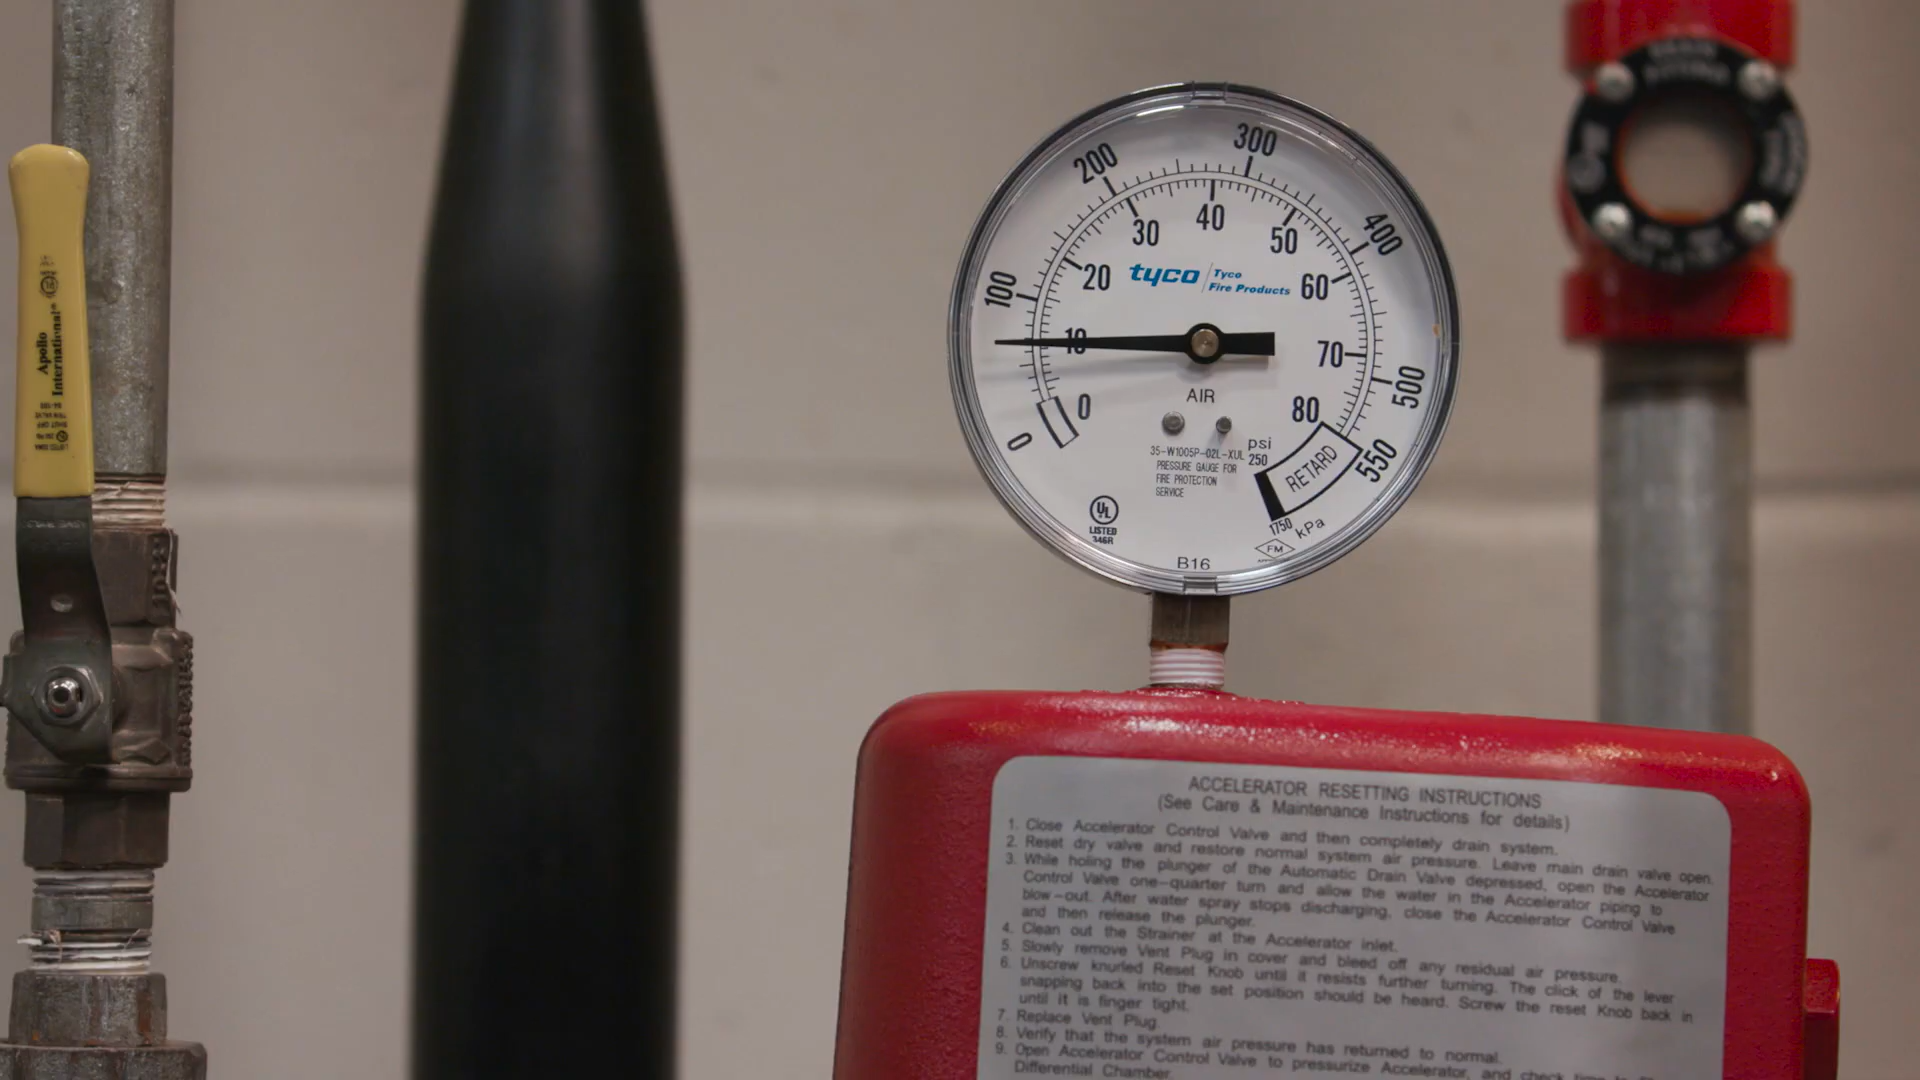 300
200
400
40
30
50
tyco Tyco
Fire Products
20
60
100
10
70
500
AIR
0
80
0
psi
250
35-W1005P-02L-XUL
PRESSURE GAUGE FOR
FIRE PROTECTION
SERVICE
RETARD
550
1750 kPa
UL
LISTED
346R
FM
B16
Apollo
International
ACCELERATOR RESETTING INSTRUCTIONS
(See Care & Maintenance Instructions for details)
1. Close Accelerator Control Valve and then completely drain system.
2. Reset dry valve and restore normal system air pressure. Leave main drain valve open.
3. While holing the plunger of the Automatic Drain Valve depressed, open the Accelerator
Control Valve one-quarter turn and allow the water in the Accelerator piping to
blow-out. After water spray stops discharging, close the Accelerator Control Valve
and then release the plunger.
4. Clean out the Strainer at the Accelerator inlet.
5. Slowly remove Vent Plug in cover and bleed off any residual air pressure.
6. Unscrew knurled Reset Knob until it resists further turning. The click of the lever
snapping back into the set position should be heard. Screw the reset Knob back in
until it is finger tight.
7. Replace Vent Plug.
8. Verify that the system air pressure has returned to normal.
9. Open Accelerator Control Valve to pressurize Accelerator, and check time to
Differential Chamber.